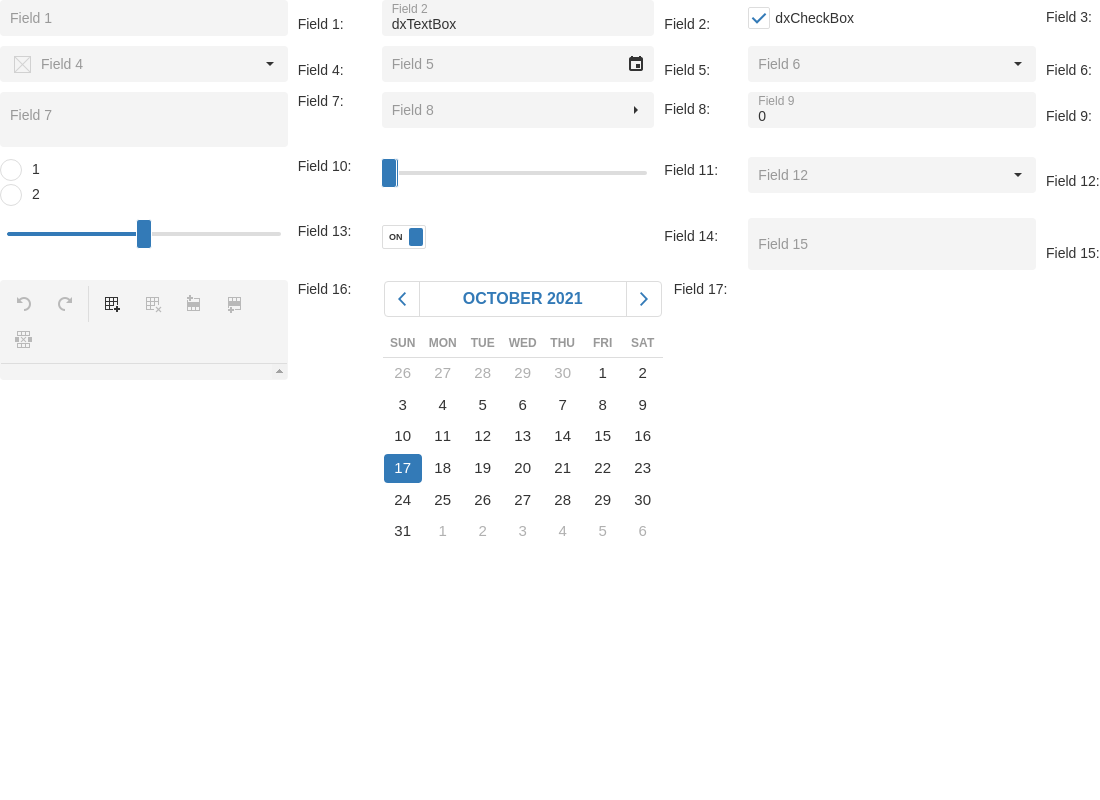 Field 1 Field 1: Field 2 Field 2: dxCheckBox Field 3:
dxTextBox
Field 4 Field 4: Field 5 Field 5: Field 6 Field 6:
Field 7 Field 7: Field 8 Field 8: Field 9 Field 9:
0
1 Field 10: Field 11: Field 12 Field 12:
2
Field 13: ON Field 14: Field 15 Field 15:
Field 16: OCTOBER 2021 Field 17:
SUN MON TUE WED THU FRI SAT
26 27 28 29 30 1 2
3 4 5 6 7 8 9
10 11 12 13 14 15 16
17 18 19 20 21 22 23
24 25 26 27 28 29 30
31 1 2 3 4 5 6